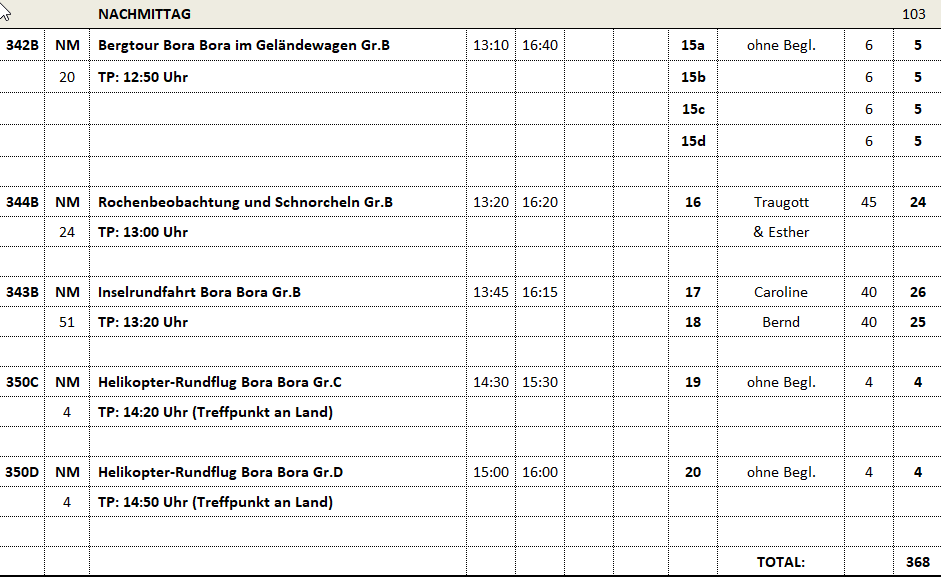 NACHMITTAG 103
342B NM Bergtour Bora Bora im Geländewagen Gr.B 13:10 16:40 15a ohne Begl. 6 5
20 TP: 12:50 Uhr 15b 6 5
15c 6 5
15d 6 5
344B NM Rochenbeobachtung und Schnorcheln Gr.B 13:20 16:20 16 Traugott 45 24
24 TP: 13:00 Uhr & Esther
343B NM Inselrundfahrt Bora Bora Gr.B 13:45 16:15 17 Caroline 40 26
51 TP: 13:20 Uhr 18 Bernd 40 25
350C NM Helikopter-Rundflug Bora Bora Gr.C 14:30 15:30 19 ohne Begl. 4 4
4 TP: 14:20 Uhr (Treffpunkt an Land)
350D NM Helikopter-Rundflug Bora Bora Gr.D 15:00 16:00 20 ohne Begl. 4 4
4 TP: 14:50 Uhr (Treffpunkt an Land)
TOTAL: 368